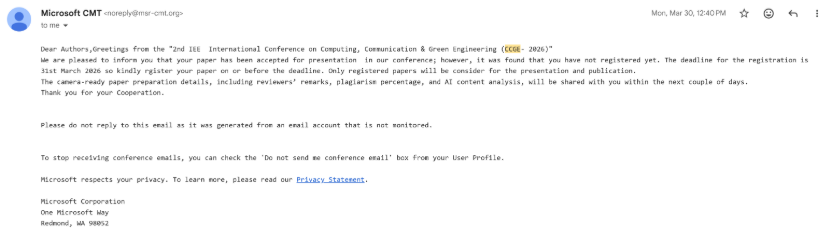 Microsoft CMT <noreply@msr-cmt.org>
Mon, Mar 30, 12:40 PM
to me
Dear Authors,Greetings from the "2nd IEE International Conference on Computing, Communication & Green Engineering (CCGE- 2026)"
We are pleased to inform you that your paper has been accepted for presentation in our conference; however, it was found that you have not registered yet. The deadline for the registration is
31st March 2026 so kindly rgister your paper on or before the deadline. Only registered papers will be consider for the presentation and publication.
The camera-ready paper preparation details, including reviewers' remarks, plagiarism percentage, and AI content analysis, will be shared with you within the next couple of days.
Thank you for your Cooperation.
Please do not reply to this email as it was generated from an email account that is not monitored.
To stop receiving conference emails, you can check the 'Do not send me conference email' box from your User Profile.
Microsoft respects your privacy. To learn more, please read our Privacy Statement.
Microsoft Corporation
One Microsoft Way
Redmond, WA 98052